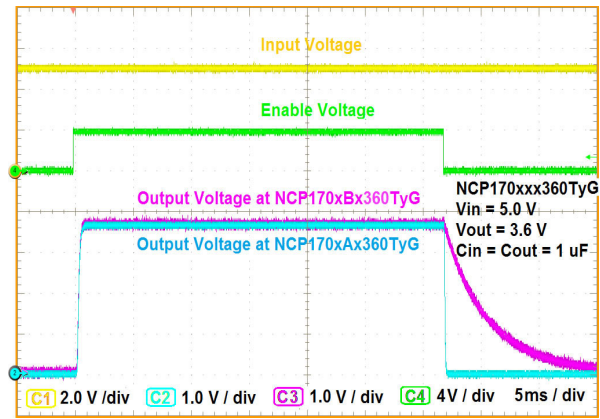 Input Voltage
Enable Voltage
Output Voltage at NCP170xBx360TyG
NCP170xxx360TyG
Vin = 5.0 V
Vout = 3.6 V
Cin = Cout = 1 uF
Output Voltage at NCP170xAx360TyG
C1 2.0 V /div C2 1.0 V / div C3 1.0 V / div C4 4V / div 5ms / div